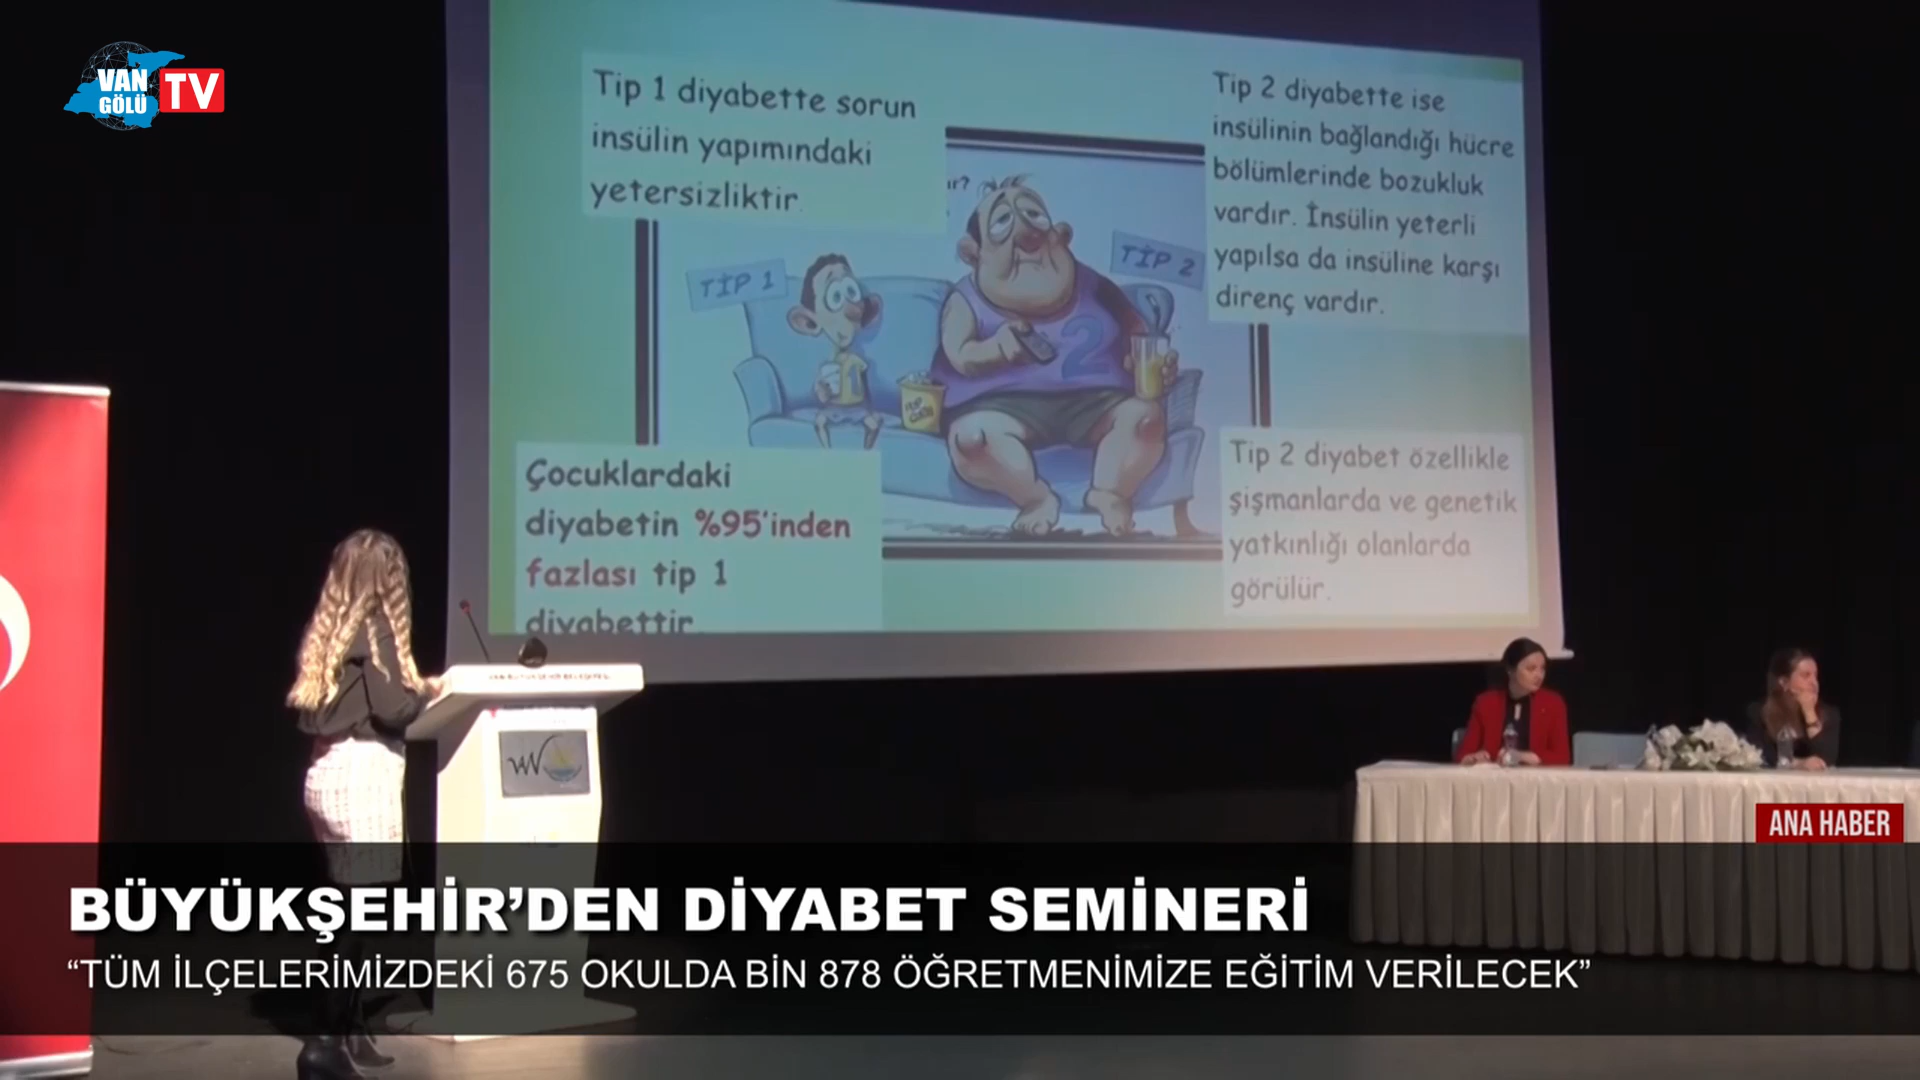 VAN
GÖLÜ
TV
Tip 1 diyabette sorun
insülin yapımındaki
yetersizliktir.
Tip 2 diyabette ise
insülinin bağlandığı hücre
bölümlerinde bozukluk
vardır. İnsülin yeterli
yapılsa da insüline karşı
direnç vardır.
TİP 1
TİP 2
1
2
Çocuklardaki
diyabetin %95'inden
fazlası tip 1
diyabettir.
Tip 2 diyabet özellikle
şişmanlarda ve genetik
yatkınlığı olanlarda
görülür.
ANA HABER
BÜYÜKŞEHİR’DEN DİYABET SEMİNERİ
“TÜM İLÇELERİMİZDEKİ 675 OKULDA BİN 878 ÖĞRETMENİMİZE EĞİTİM VERİLECEK”